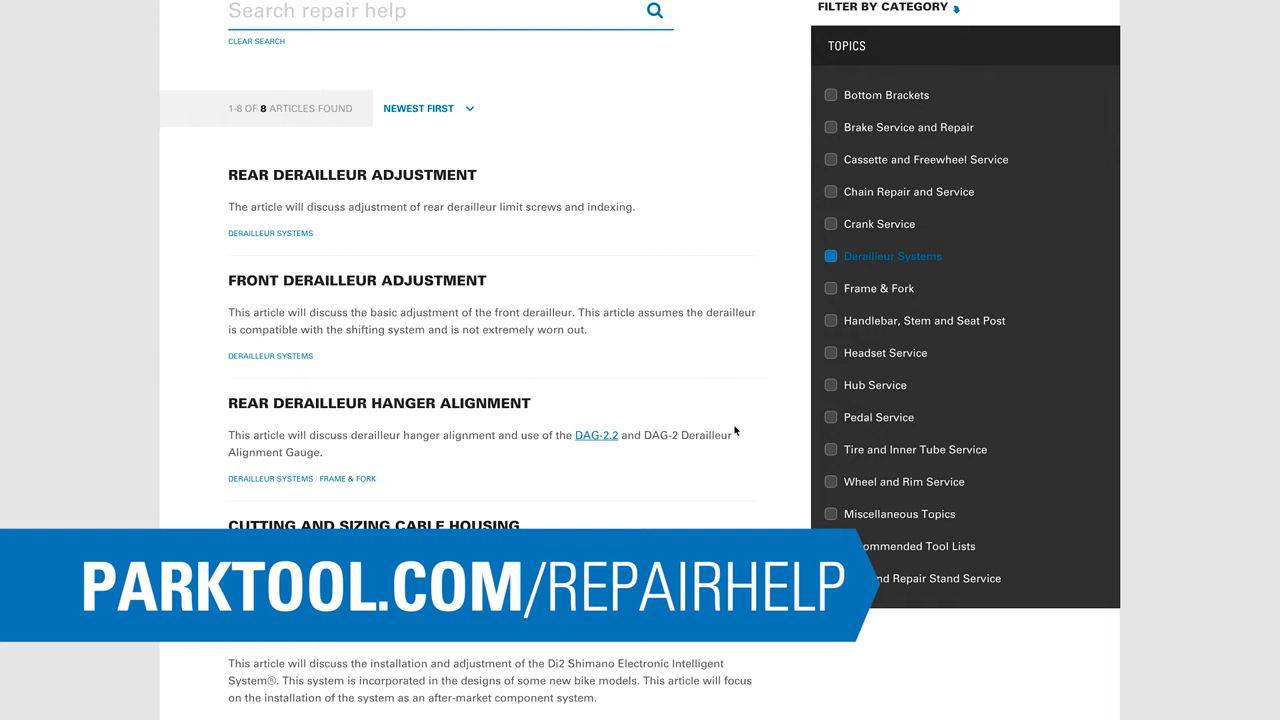 Search repair help
CLEAR SEARCH
1-8 OF 8 ARTICLES FOUND
NEWEST FIRST
REAR DERAILLEUR ADJUSTMENT
The article will discuss adjustment of rear derailleur limit screws and indexing.
DERAILLEUR SYSTEMS
FRONT DERAILLEUR ADJUSTMENT
This article will discuss the basic adjustment of the front derailleur. This article assumes the derailleur
is compatible with the shifting system and is not extremely worn out.
DERAILLEUR SYSTEMS
REAR DERAILLEUR HANGER ALIGNMENT
This article will discuss derailleur hanger alignment and use of the DAG-2.2 and DAG-2 Derailleur
Alignment Gauge.
DERAILLEUR SYSTEMS / FRAME & FORK
CUTTING AND SIZING CABLE HOUSING
This article will discuss the installation and adjustment of the Di2 Shimano Electronic Intelligent
System®. This system is incorporated in the designs of some new bike models. This article will focus
on the installation of the system as an after-market component system.
FILTER BY CATEGORY
TOPICS
Bottom Brackets
Brake Service and Repair
Cassette and Freewheel Service
Chain Repair and Service
Crank Service
Derailleur Systems
Frame & Fork
Handlebar, Stem and Seat Post
Headset Service
Hub Service
Pedal Service
Tire and Inner Tube Service
Wheel and Rim Service
Miscellaneous Topics
ommended Tool Lists
nd Repair Stand Service
PARKTOOL.COM/REPAIRHELP